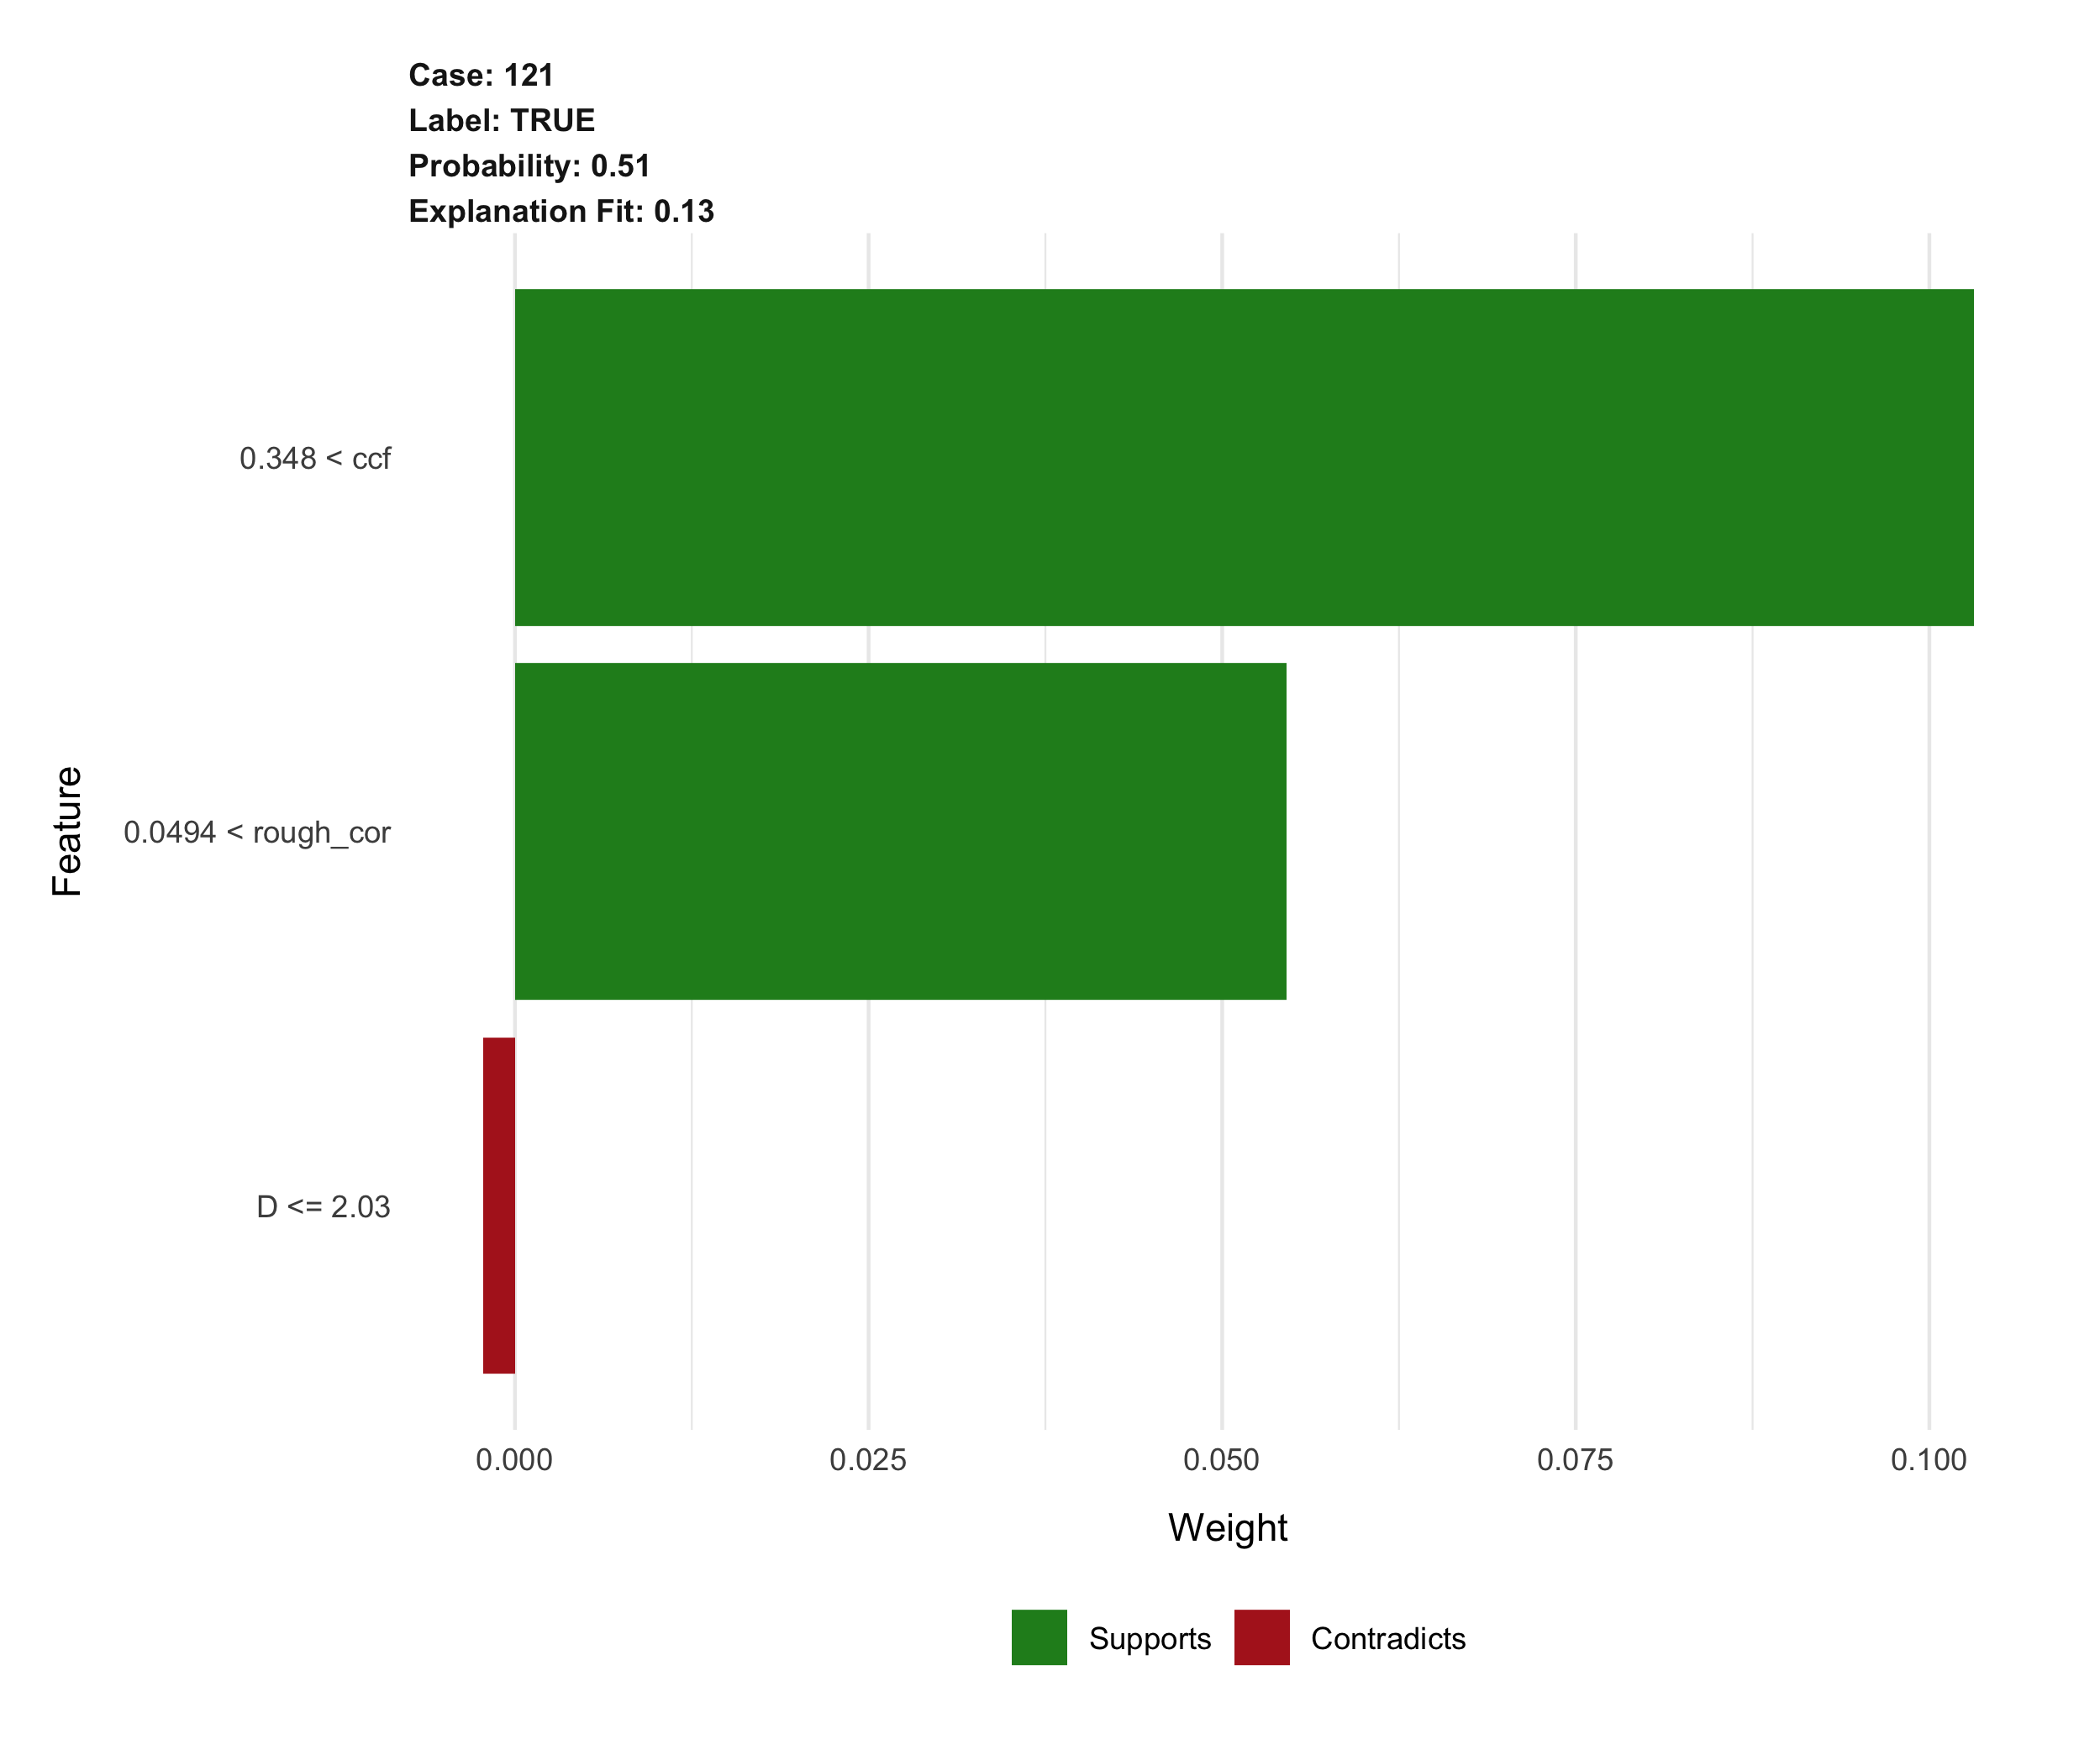 Case: 121
Label: TRUE
Probability: 0.51
Explanation Fit: 0.13
0.348 < ccf
0.0494 < rough_cor
D <= 2.03
Feature
0.000 0.025 0.050 0.075 0.100
Weight
Supports Contradicts